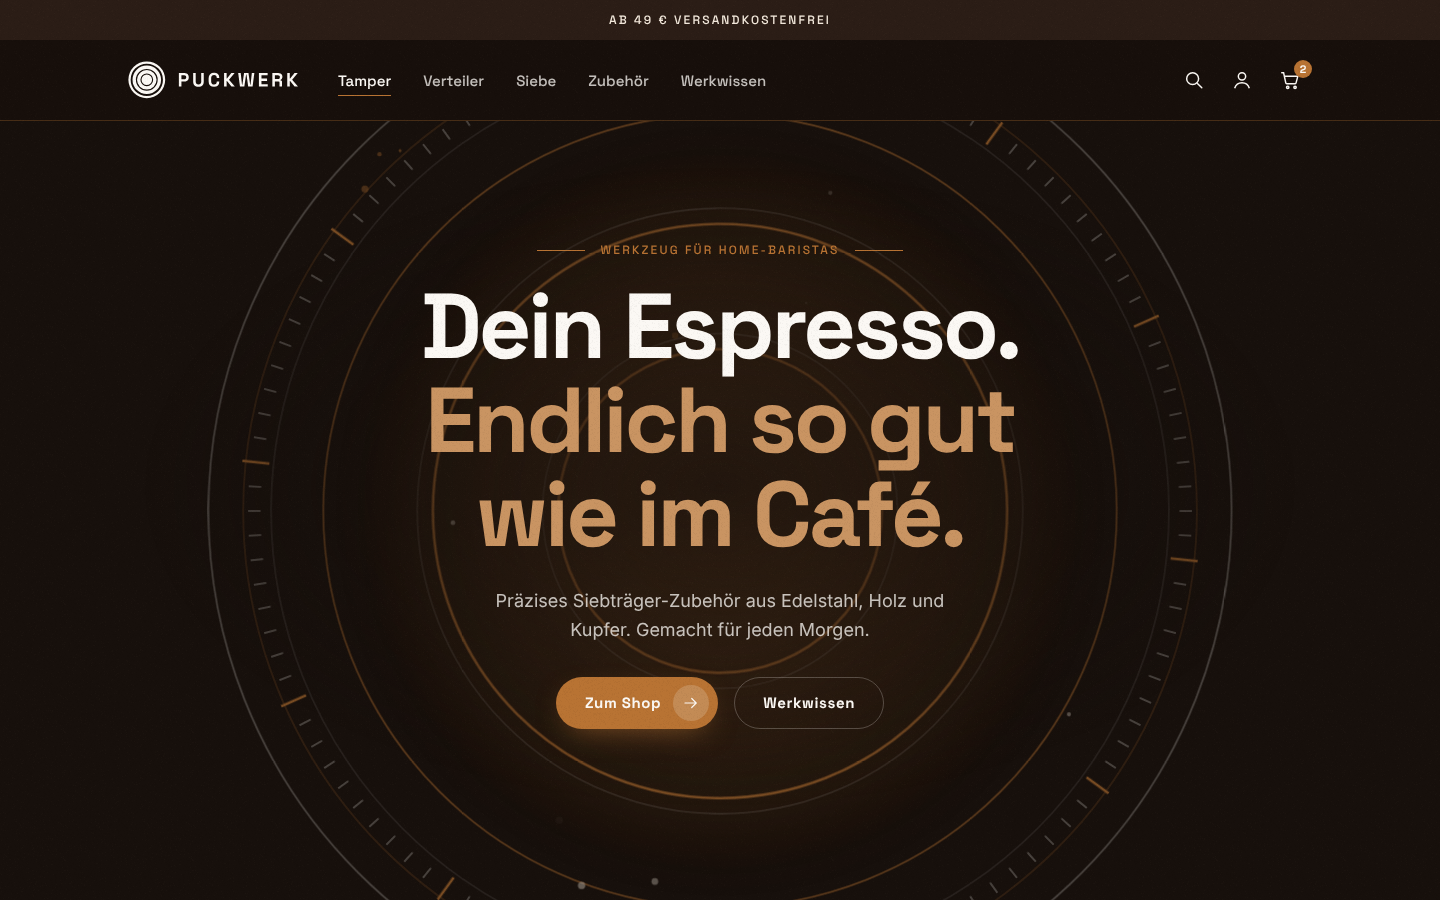 AB 49 € VERSANDKOSTENFREI
PUCKWERK
Tamper
Verteiler
Siebe
Zubehör
Werkwissen
2
WERKZEUG FÜR HOME-BARISTAS
Dein Espresso.
Endlich so gut
wie im Café.
Präzises Siebträger-Zubehör aus Edelstahl, Holz und
Kupfer. Gemacht für jeden Morgen.
Zum Shop
Werkwissen